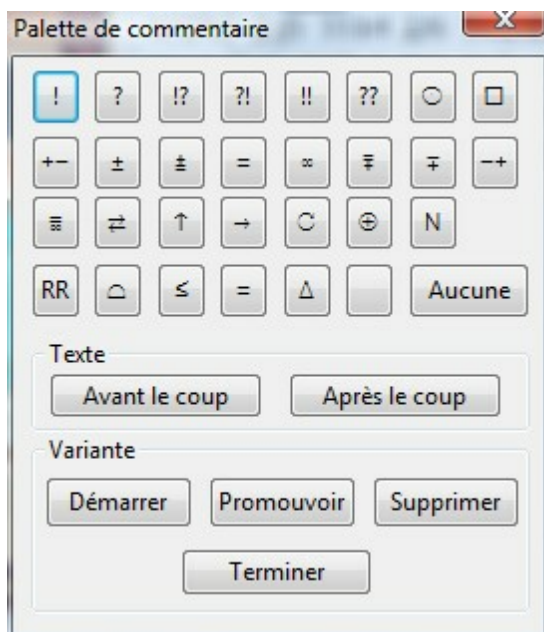 Palette de commentaire
! ? !? ?! !! ?? ○ □
+− ± ⩲ = ∞ ⩱ ∓ −+
⇄ ↑ → ⊕ N
RR ⌓ ≤ = Δ Aucune
Texte
Avant le coup Après le coup
Variante
Démarrer Promouvoir Supprimer
Terminer